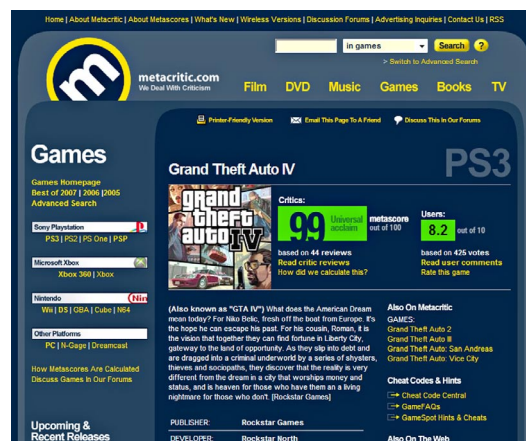 Home | About Metacritic | About Metascores | What's New | Wireless Versions | Discussion Forums | Advertising Inquiries | Contact Us | RSS
in games
Search
?
> Switch to Advanced Search
m
metacritic.com
We Deal With Criticism
Film DVD Music Games Books TV
Printer-Friendly Version
Email This Page To A Friend
Discuss This In Our Forums
Games
Games Homepage
Best of 2007 | 2006 |2005
Advanced Search
Sony Playstation
PS3 | PS2 | PS One | PSP
Microsoft Xbox
Xbox 360 | Xbox
Nintendo
(Nin
Wii | DS | GBA | Cube | N64
Other Platforms
PC | N-Gage | Dreamcast
How Metascores Are Calculated
Discuss Games In Our Forums
Upcoming &
Recent Releases
PS3
Grand Theft Auto IV
grand
theft
auto IV
Critics:
99 Universal acclaim
metascore
out of 100
based on 44 reviews
Read critic reviews
How did we calculate this?
Users:
8.2 out of 10
based on 425 votes
Read user comments
Rate this game
(Also known as "GTA IV") What does the American Dream
mean today? For Niko Belic, fresh off the boat from Europe. It's
the hope he can escape his past. For his cousin, Roman, it is
the vision that together they can find fortune in Liberty City,
gateway to the land of opportunity. As they slip into debt and
are dragged into a criminal underworld by a series of shysters,
thieves and sociopaths, they discover that the reality is very
different from the dream in a city that worships money and
status, and is heaven for those who have them an a living
nightmare for those who don't. [Rockstar Games]
PUBLISHER: Rockstar Games
DEVELOPER: Rockstar North
Also On Metacritic
GAMES:
Grand Theft Auto 2
Grand Theft Auto III
Grand Theft Auto: San Andreas
Grand Theft Auto: Vice City
Cheat Codes & Hints
Cheat Code Central
GameFAQs
GameSpot Hints & Cheats
Also On The Web